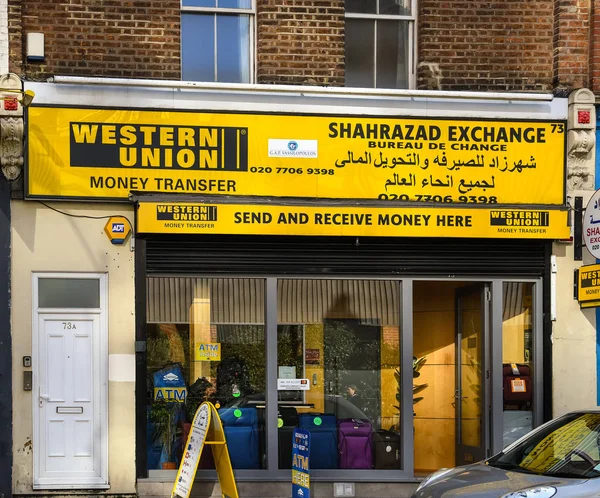 WESTERN
UNION
MONEY TRANSFER
020 7706 9398
SHAHRAZAD EXCHANGE 73
BUREAU DE CHANGE
شهرزاد للصيرفه والتحويل المالى
لجميع انحاء العالم
020 7706 9398
WESTERN
UNION
MONEY TRANSFER
SEND AND RECEIVE MONEY HERE
WESTERN
UNION
MONEY TRANSFER
ADT
73A
ATM
ATM
ATM
HERE